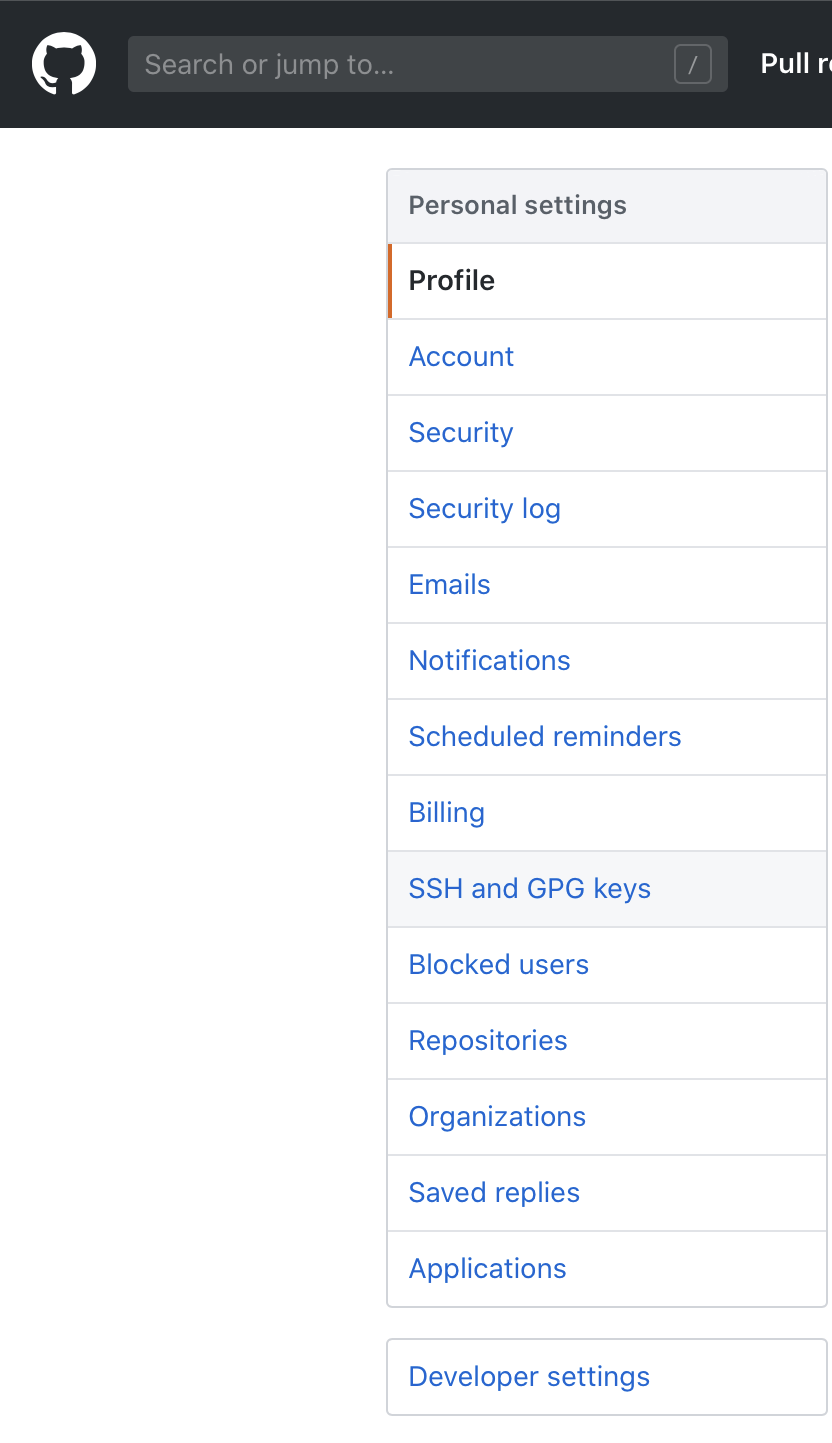 Search or jump to...
/
Pull
Personal settings
Profile
Account
Security
Security log
Emails
Notifications
Scheduled reminders
Billing
SSH and GPG keys
Blocked users
Repositories
Organizations
Saved replies
Applications
Developer settings